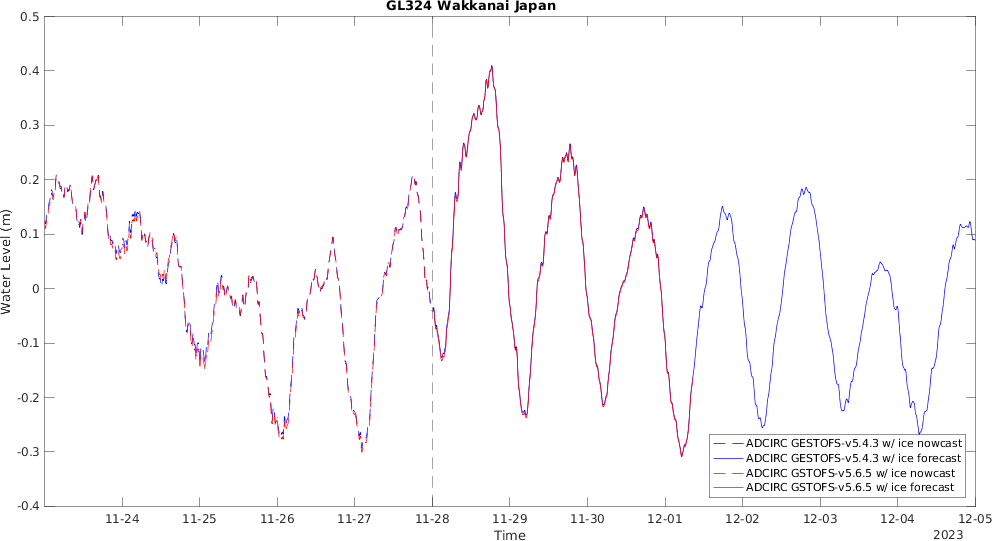 GL324 Wakkanai Japan
0.5
0.4
0.3
0.2
0.1
0
-0.1
-0.2
-0.3
-0.4
Water Level (m)
ADCIRC GESTOFS-v5.4.3 w/ ice nowcast
ADCIRC GESTOFS-v5.4.3 w/ ice forecast
ADCIRC GSTOFS-v5.6.5 w/ ice nowcast
ADCIRC GSTOFS-v5.6.5 w/ ice forecast
11-24 11-25 11-26 11-27 11-28 11-29 11-30 12-01 12-02 12-03 12-04 12-05
Time
2023